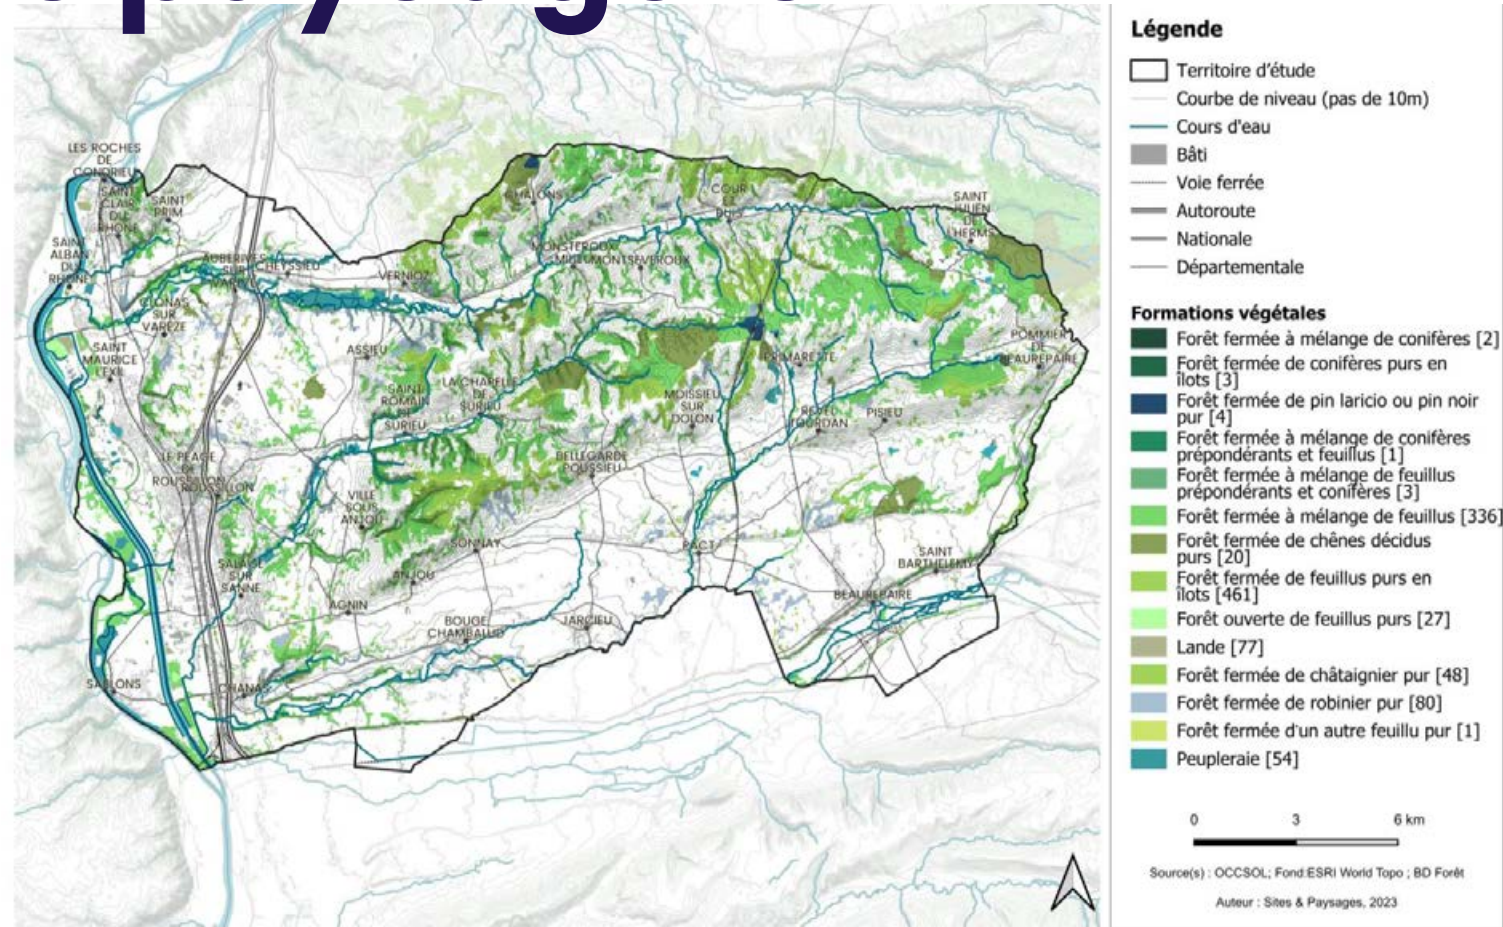 Légende
Territoire d'étude
Courbe de niveau (pas de 10m)
Cours d'eau
Bâti
Voie ferrée
Autoroute
Nationale
Départementale
Formations végétales
Forêt fermée à mélange de conifères [2]
Forêt fermée de conifères purs en
îlots [3]
Forêt fermée de pin laricio ou pin noir
pur [4]
Forêt fermée à mélange de conifères
prépondérants et feuillus [1]
Forêt fermée à mélange de feuillus
prépondérants et conifères [3]
Forêt fermée à mélange de feuillus [336]
Forêt fermée de chênes décidus
purs [20]
Forêt fermée de feuillus purs en
îlots [461]
Forêt ouverte de feuillus purs [27]
Lande [77]
Forêt fermée de châtaignier pur [48]
Forêt fermée de robinier pur [80]
Forêt fermée d'un autre feuillu pur [1]
Peupleraie [54]
0 3 6 km
Source(s) : OCCSOL; Fond:ESRI World Topo ; BD Forêt
Auteur : Sites & Paysages, 2023
LES ROCHES
DE
CONDRIEU
SAINT
CLAIR
DU
RHÔNE
SAINT
PRIM
SAINT
ALBAN
DU
RHÔNE
AUBERIVES
SUR
VARÈZE
CHEYSSIEU
VERNIOZ
CLONAS
SUR
VARÈZE
SAINT
MAURICE
L'EXIL
ASSIEU
CHALONS
COUR
ET
BUIS
SAINT
JULIEN
DE
L'HERMS
MONSTEROUX
MILIEU
MONTSEVEROUX
POMMIER
DE
BEAUREPAIRE
PRIMARETTE
SAINT
ROMAIN
DE
SURIEU
LA CHAPELLE
DE
SURIEU
MOISSIEU
SUR
DOLON
REVEL
TOURDAN
PISIEU
LE PEAGE
DE
ROUSSILLON
ROUSSILLON
BELLEGARDE
POUSSIEU
VILLE
SOUS
ANJOU
SONNAY
PACT
SAINT
BARTHELEMY
SALAISE
SUR
SANNE
ANJOU
AGNIN
BEAUREPAIRE
BOUGE
CHAMBALUD
JARCIEU
SABLONS
CHANAS